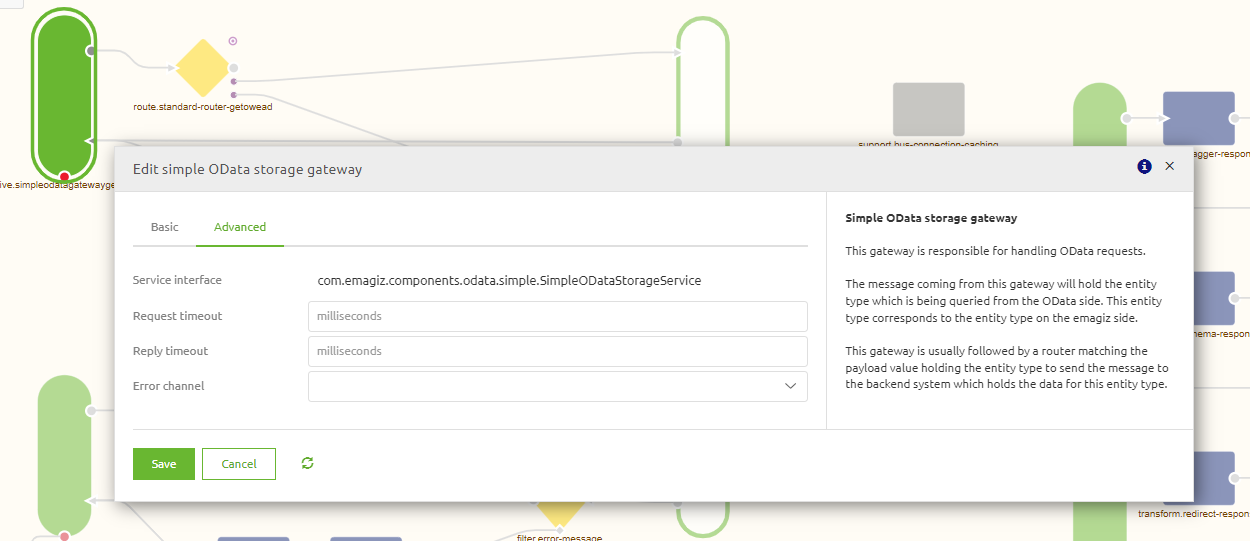 route.standard-router-getowead
support.bus-connection-caching
Edit simple OData storage gateway
Basic
Advanced
Service interface
com.emagiz.components.odata.simple.SimpleODataStorageService
Request timeout
milliseconds
Reply timeout
milliseconds
Error channel
Save
Cancel
Simple OData storage gateway
This gateway is responsible for handling OData requests.
The message coming from this gateway will hold the entity
type which is being queried from the OData side. This entity
type corresponds to the entity type on the emagiz side.
This gateway is usually followed by a router matching the
payload value holding the entity type to send the message to
the backend system which holds the data for this entity type.
ive.simpleodatagatewayge
agger-respon
nema-respon
transform.redirect-respon
filter.error-message